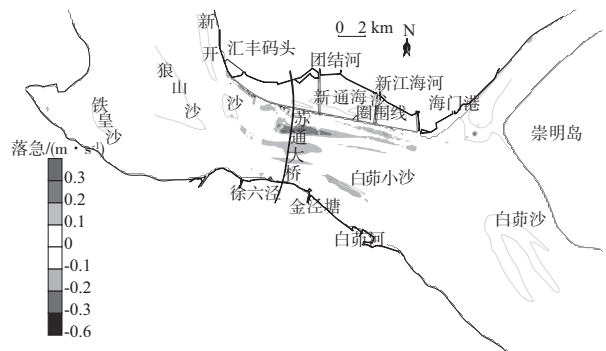 新开沙
汇丰码头
0 2 km
N
团结河
狼山沙
新江海河
新通海沙
圈围线
海门港
铁皇沙
苏通大桥
崇明岛
落急/(m·s⁻¹)
0.3
0.2
0.1
0
-0.1
-0.2
-0.3
-0.6
徐六泾
白茆小沙
金泾塘
白茆沙
白茆河